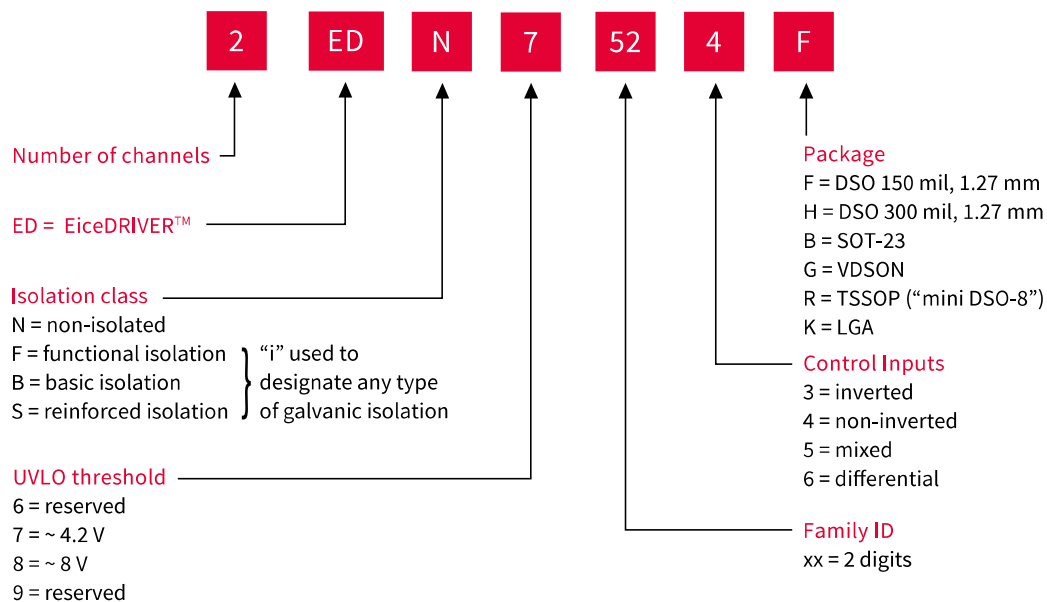 2 ED N 7 52 4 F
Number of channels
ED = EiceDRIVER™
Isolation class
N = non-isolated
F = functional isolation
B = basic isolation
S = reinforced isolation
}
“i” used to
designate any type
of galvanic isolation
UVLO threshold
6 = reserved
7 = ~ 4.2 V
8 = ~ 8 V
9 = reserved
Package
F = DSO 150 mil, 1.27 mm
H = DSO 300 mil, 1.27 mm
B = SOT-23
G = VDSON
R = TSSOP (“mini DSO-8”)
K = LGA
Control Inputs
3 = inverted
4 = non-inverted
5 = mixed
6 = differential
Family ID
xx = 2 digits